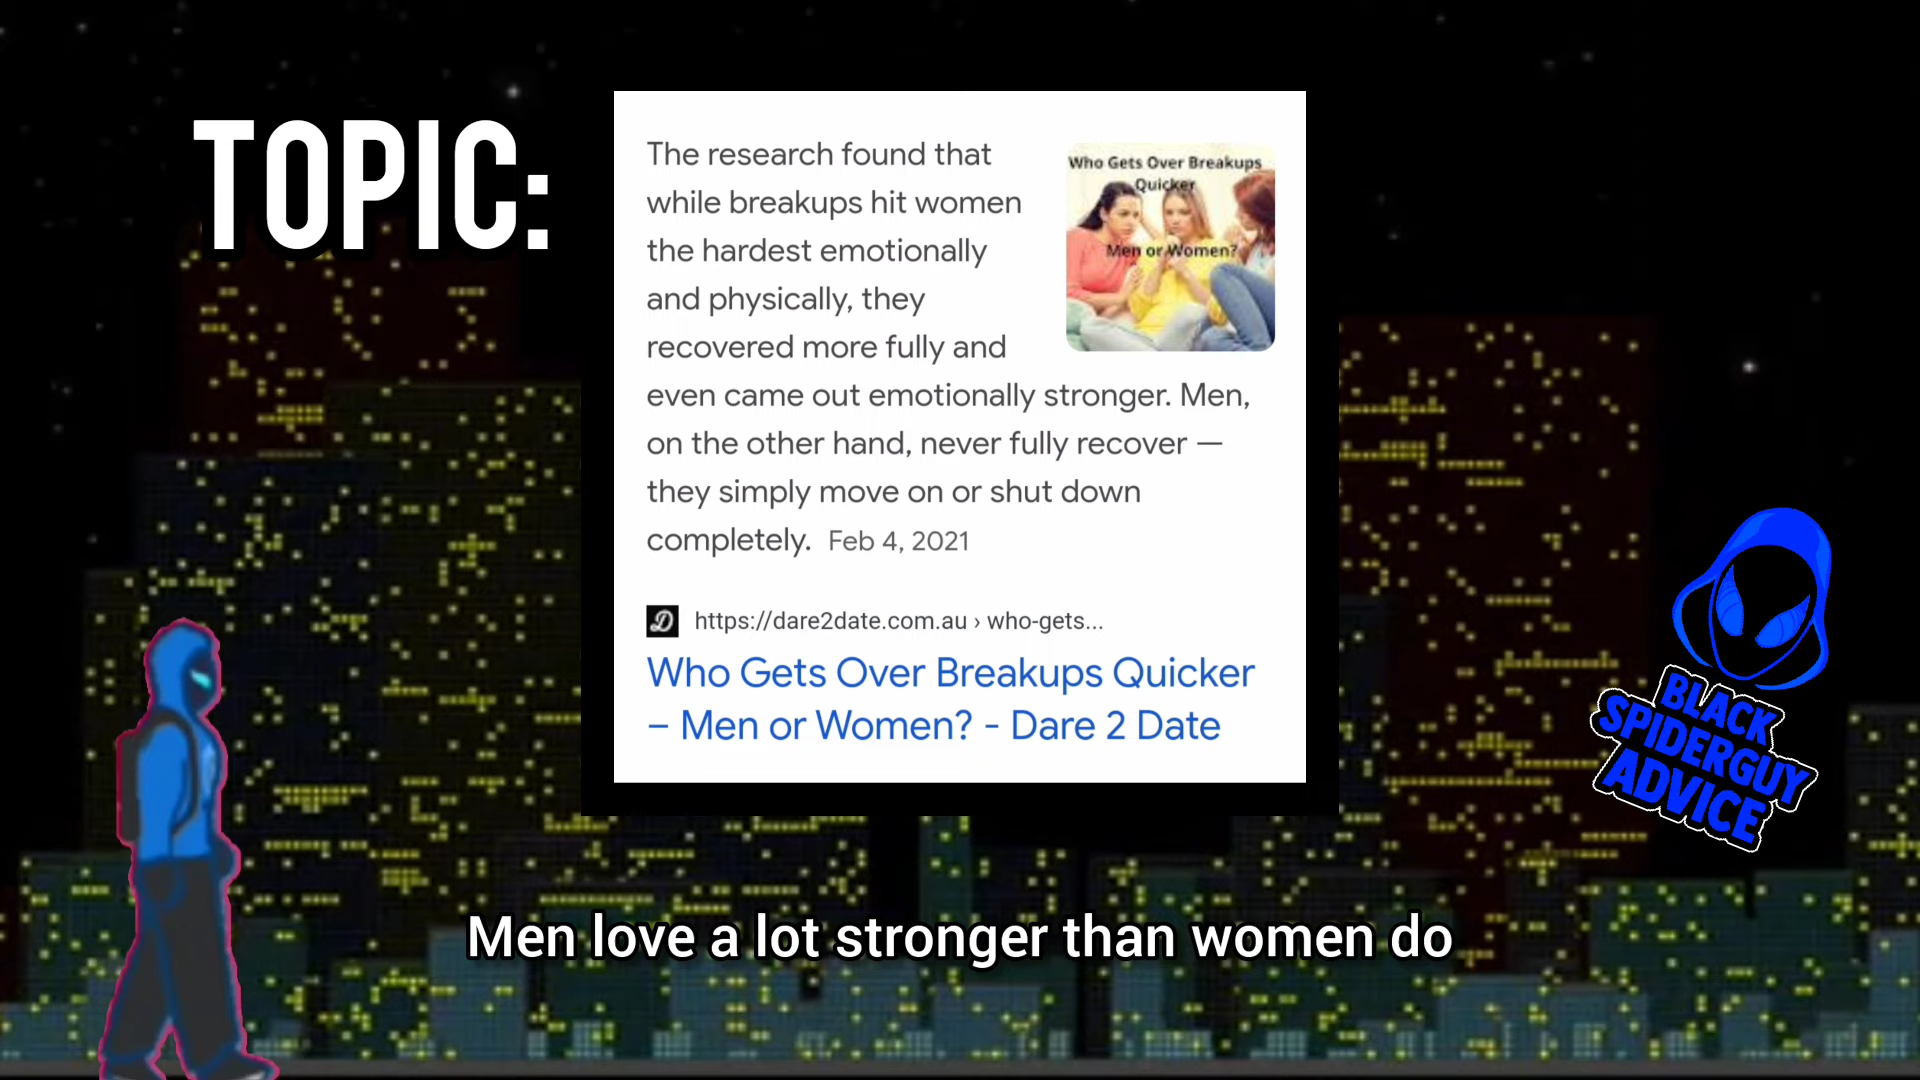 TOPIC:
The research found that
while breakups hit women
the hardest emotionally
and physically, they
recovered more fully and
even came out emotionally stronger. Men,
on the other hand, never fully recover —
they simply move on or shut down
completely. Feb 4, 2021
Who Gets Over Breakups
Quicker
Men or Women?
D https://dare2date.com.au › who-gets...
Who Gets Over Breakups Quicker
– Men or Women? - Dare 2 Date
BLACK
SPIDERGUY
ADVICE
Men love a lot stronger than women do